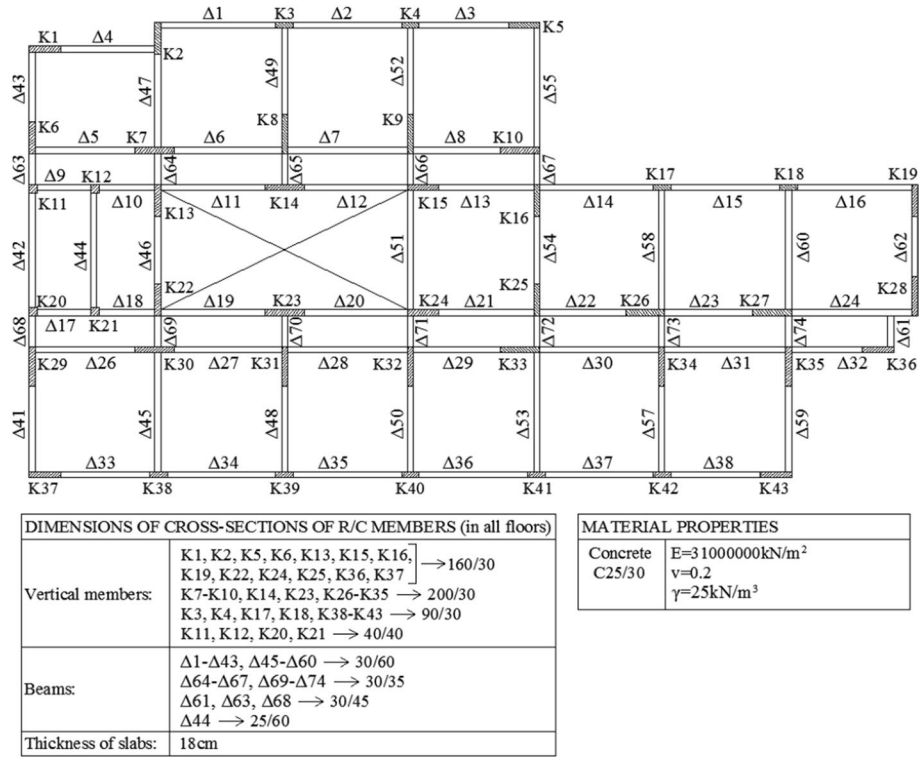 Δ1 K3 Δ2 K4 Δ3 K5
K1 Δ4 K2
Δ43 Δ47 Δ49 Δ52 Δ55
K6 Δ5 K7 Δ6 K8 Δ7 K9 Δ8 K10
Δ63 Δ64 Δ65 Δ66 Δ67
Δ9 K12 K17 K18 K19
K11 Δ10 K13 Δ11 K14 Δ12 K15 Δ13 K16 Δ14 Δ15 Δ16
Δ42 Δ44 Δ46 Δ51 Δ54 Δ58 Δ60 Δ62
K20 Δ18 K22 Δ19 K23 Δ20 K24 Δ21 K25 Δ22 K26 Δ23 K27 Δ24 K28
Δ68 Δ17 K21 Δ69 Δ70 Δ71 Δ72 Δ73 Δ74 Δ61
K29 Δ26 K30 Δ27 K31 Δ28 K32 Δ29 K33 Δ30 K34 Δ31 K35 Δ32 K36
Δ41 Δ45 Δ48 Δ50 Δ53 Δ57 Δ59
Δ33 Δ34 Δ35 Δ36 Δ37 Δ38
K37 K38 K39 K40 K41 K42 K43
DIMENSIONS OF CROSS-SECTIONS OF R/C MEMBERS (in all floors)
Vertical members:
K1, K2, K5, K6, K13, K15, K16,
K19, K22, K24, K25, K36, K37 → 160/30
K7-K10, K14, K23, K26-K35 → 200/30
K3, K4, K17, K18, K38-K43 → 90/30
K11, K12, K20, K21 → 40/40
Beams:
Δ1-Δ43, Δ45-Δ60 → 30/60
Δ64-Δ67, Δ69-Δ74 → 30/35
Δ61, Δ63, Δ68 → 30/45
Δ44 → 25/60
Thickness of slabs: 18cm
MATERIAL PROPERTIES
Concrete
C25/30
E=31000000kN/m²
v=0.2
γ=25kN/m³